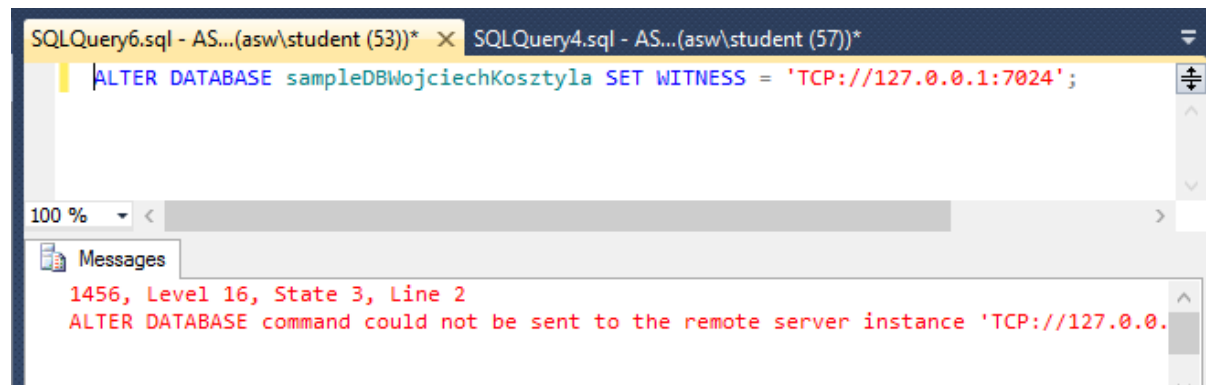 SQLQuery6.sql - AS...(asw\student (53))* SQLQuery4.sql - AS...(asw\student (57))*
ALTER DATABASE sampleDBWojciechKosztyla SET WITNESS = 'TCP://127.0.0.1:7024';
100 %
Messages
1456, Level 16, State 3, Line 2
ALTER DATABASE command could not be sent to the remote server instance 'TCP://127.0.0.